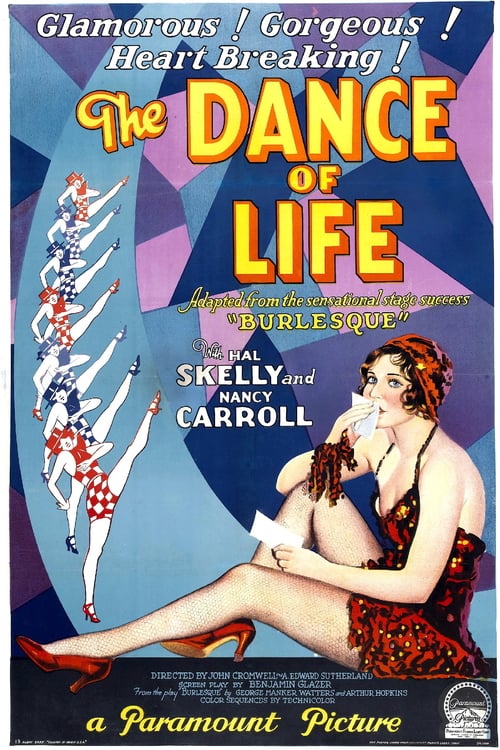 Glamorous! Gorgeous!
Heart Breaking!
The DANCE
OF
LIFE
Adapted from the sensational stage success
"BURLESQUE"
With HAL
SKELLY and
NANCY
CARROLL
DIRECTED BY JOHN CROMWELL AND A. EDWARD SUTHERLAND
SCREEN PLAY BY BENJAMIN GLAZER
From the play "BURLESQUE" by GEORGE MANKER WATTERS and ARTHUR HOPKINS
COLOR SEQUENCES BY TECHNICOLOR
a Paramount Picture
Paramount
Pictures